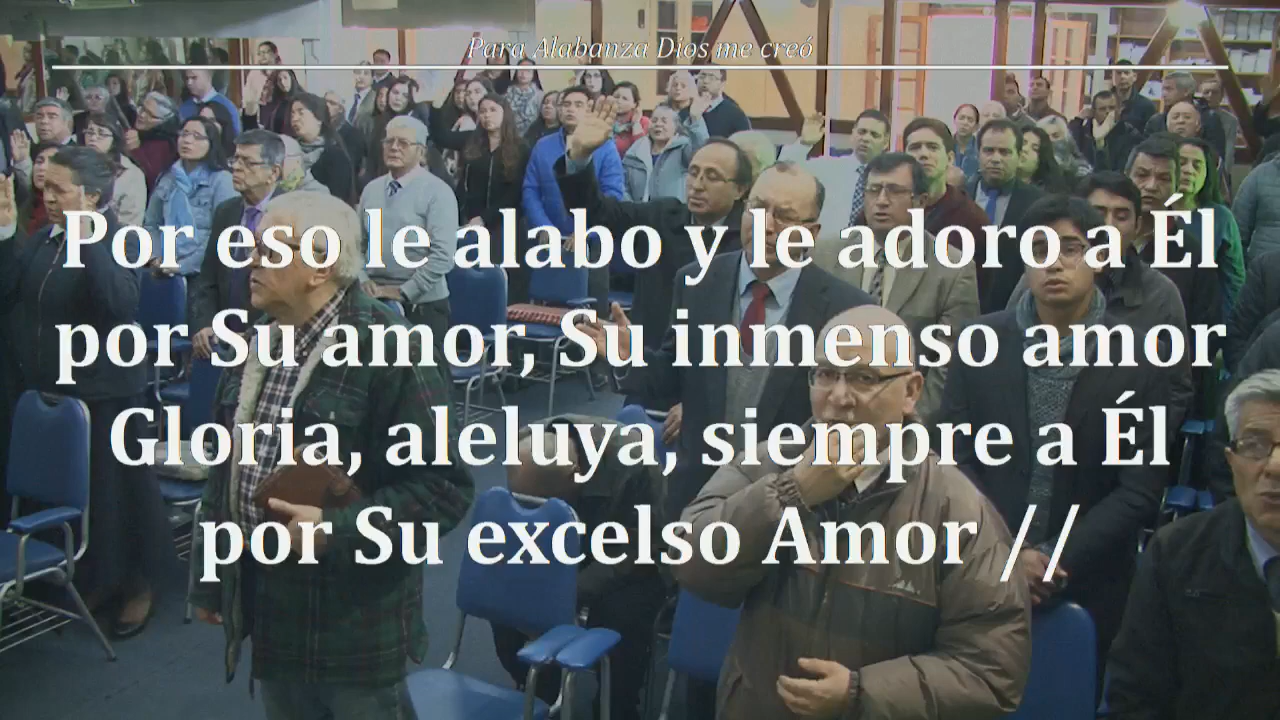 Para Alabanza Dios me creó
Por eso le alabo y le adoro a Él
por Su amor, Su inmenso amor
Gloria, aleluya, siempre a Él
por Su excelso Amor //